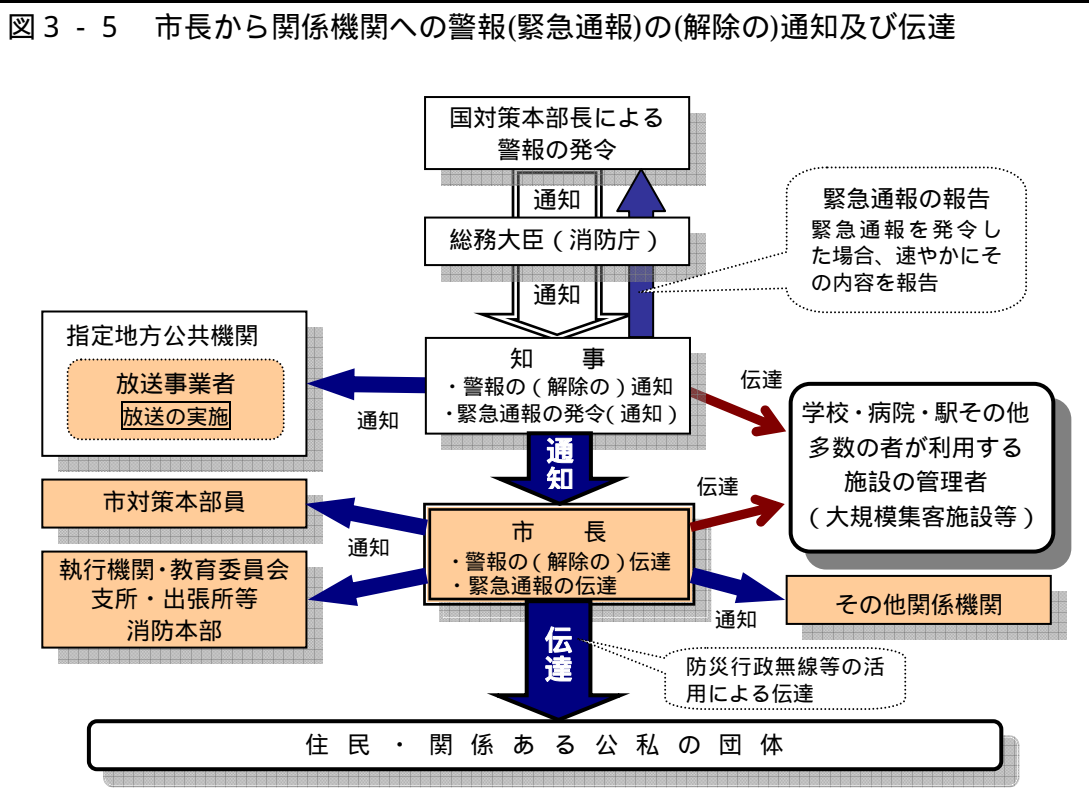 図３‐５　市長から関係機関への警報(緊急通報)の(解除の)通知及び伝達
国対策本部長による
警報の発令
通知
総務大臣（消防庁）
通知
緊急通報の報告
緊急通報を発令し
た場合、速やかにそ
の内容を報告
指定地方公共機関
放送事業者
放送の実施
通知
知　事
・警報の（解除の）通知
・緊急通報の発令（通知）
伝達
学校・病院・駅その他
多数の者が利用する
施設の管理者
（大規模集客施設等）
通知
伝達
市対策本部員
通知
執行機関・教育委員会
支所・出張所等
消防本部
市　長
・警報の（解除の）伝達
・緊急通報の伝達
通知
その他関係機関
伝達
防災行政無線等の活
用による伝達
住民・関係ある公私の団体